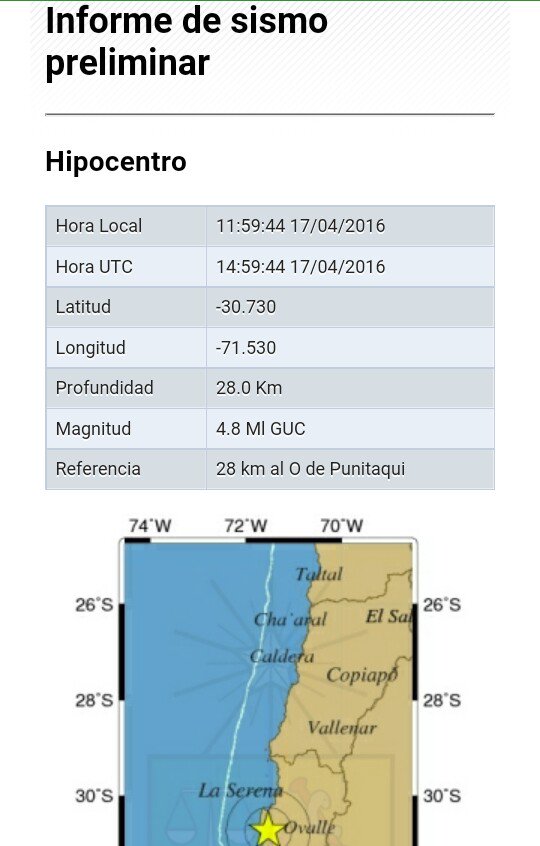 Informe de sismo
preliminar
Hipocentro
Hora Local 11:59:44 17/04/2016
Hora UTC 14:59:44 17/04/2016
Latitud -30.730
Longitud -71.530
Profundidad 28.0 Km
Magnitud 4.8 Ml GUC
Referencia 28 km al O de Punitaqui
74°W 72°W 70°W
Taltal
26°S 26°S
Cha´aral El Sal
Caldera
Copiapó
28°S 28°S
Vallenar
La Serena
30°S 30°S
Ovalle